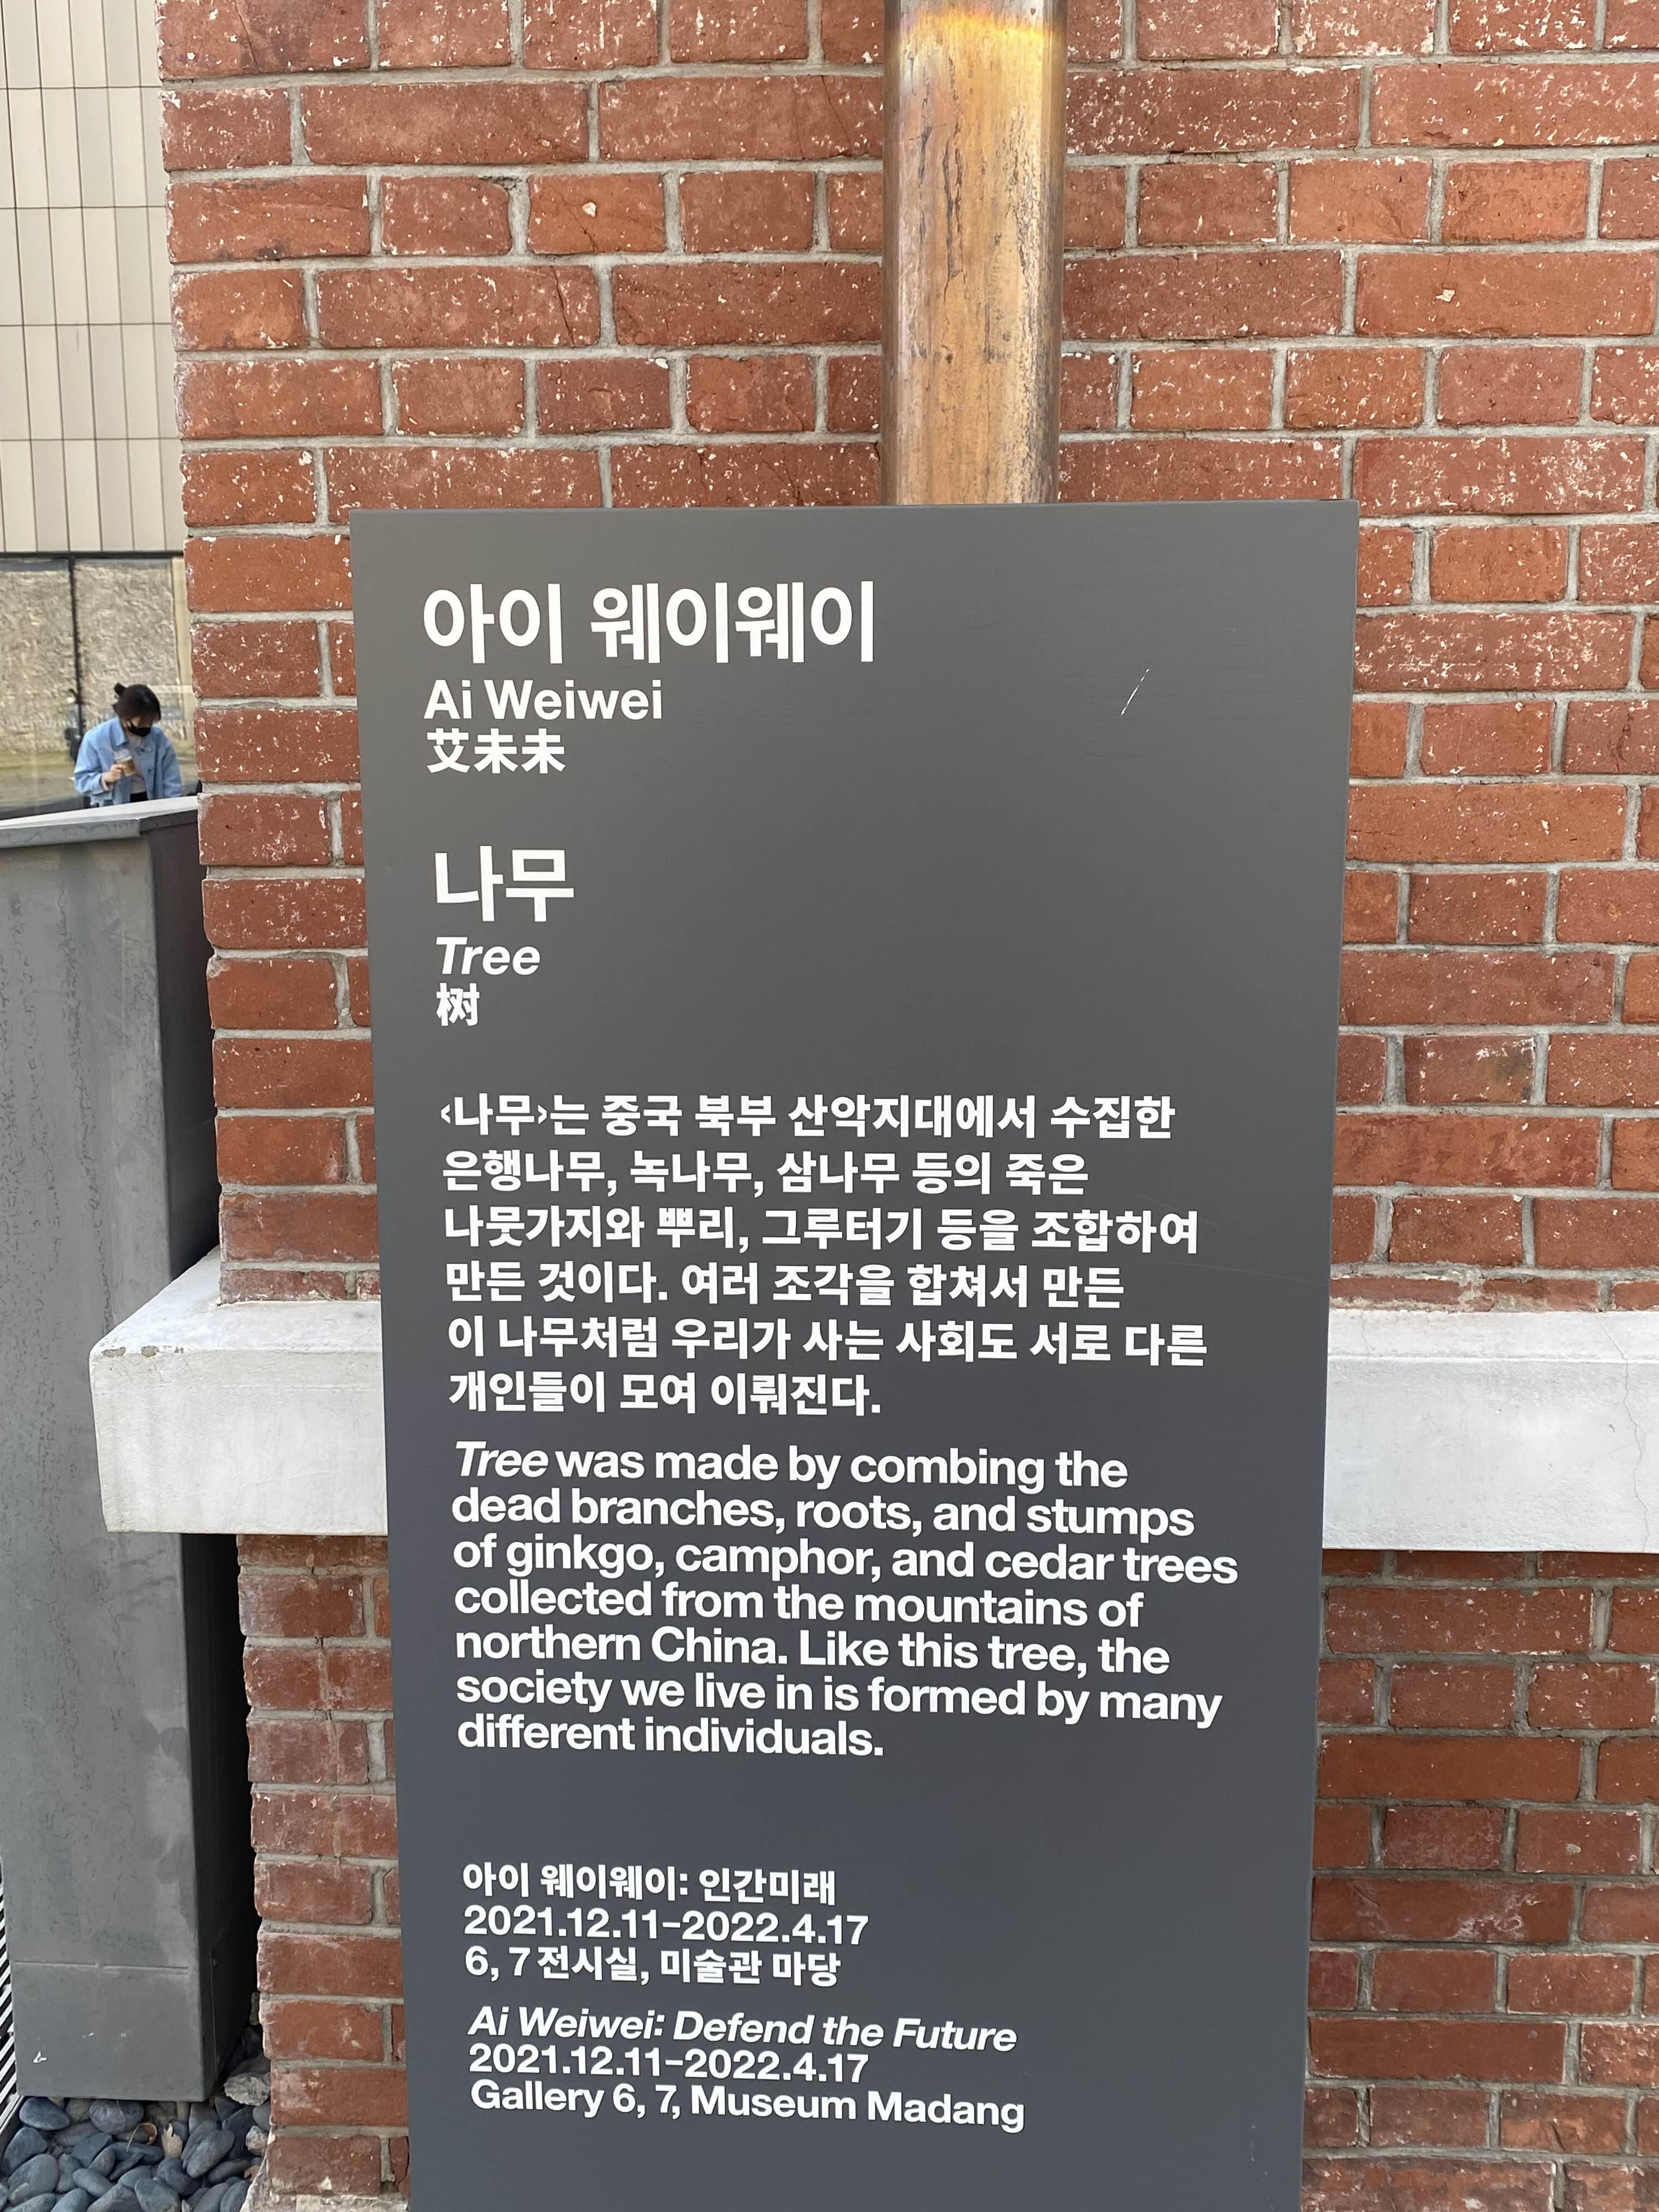 아이 웨이웨이
Ai Weiwei
艾未未
나무
Tree
树
‹나무›는 중국 북부 산악지대에서 수집한
은행나무, 녹나무, 삼나무 등의 죽은
나뭇가지와 뿌리, 그루터기 등을 조합하여
만든 것이다. 여러 조각을 합쳐서 만든
이 나무처럼 우리가 사는 사회도 서로 다른
개인들이 모여 이뤄진다.
Tree was made by combing the
dead branches, roots, and stumps
of ginkgo, camphor, and cedar trees
collected from the mountains of
northern China. Like this tree, the
society we live in is formed by many
different individuals.
아이 웨이웨이: 인간미래
2021.12.11–2022.4.17
6, 7 전시실, 미술관 마당
Ai Weiwei: Defend the Future
2021.12.11–2022.4.17
Gallery 6, 7, Museum Madang